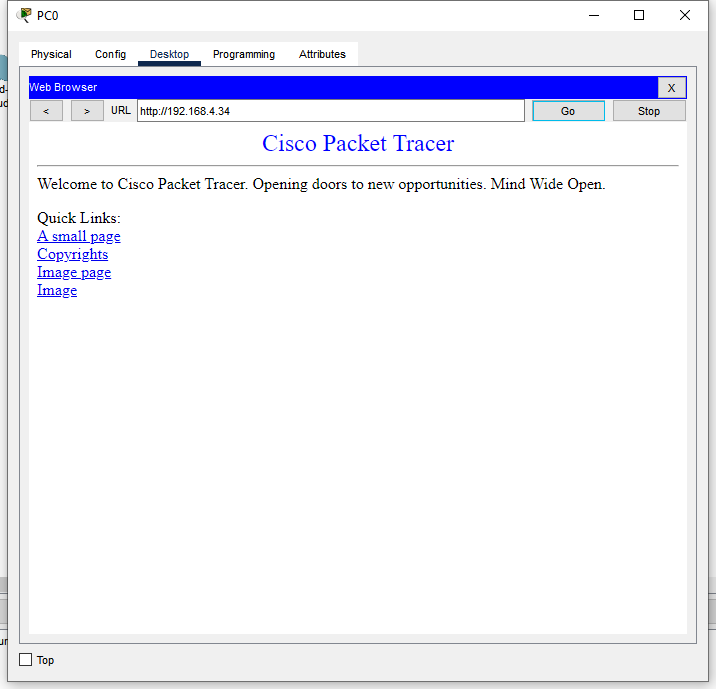 PC0
Physical Config Desktop Programming Attributes
Web Browser X
< > URL http://192.168.4.34 Go Stop
Cisco Packet Tracer
Welcome to Cisco Packet Tracer. Opening doors to new opportunities. Mind Wide Open.
Quick Links:
A small page
Copyrights
Image page
Image
Top